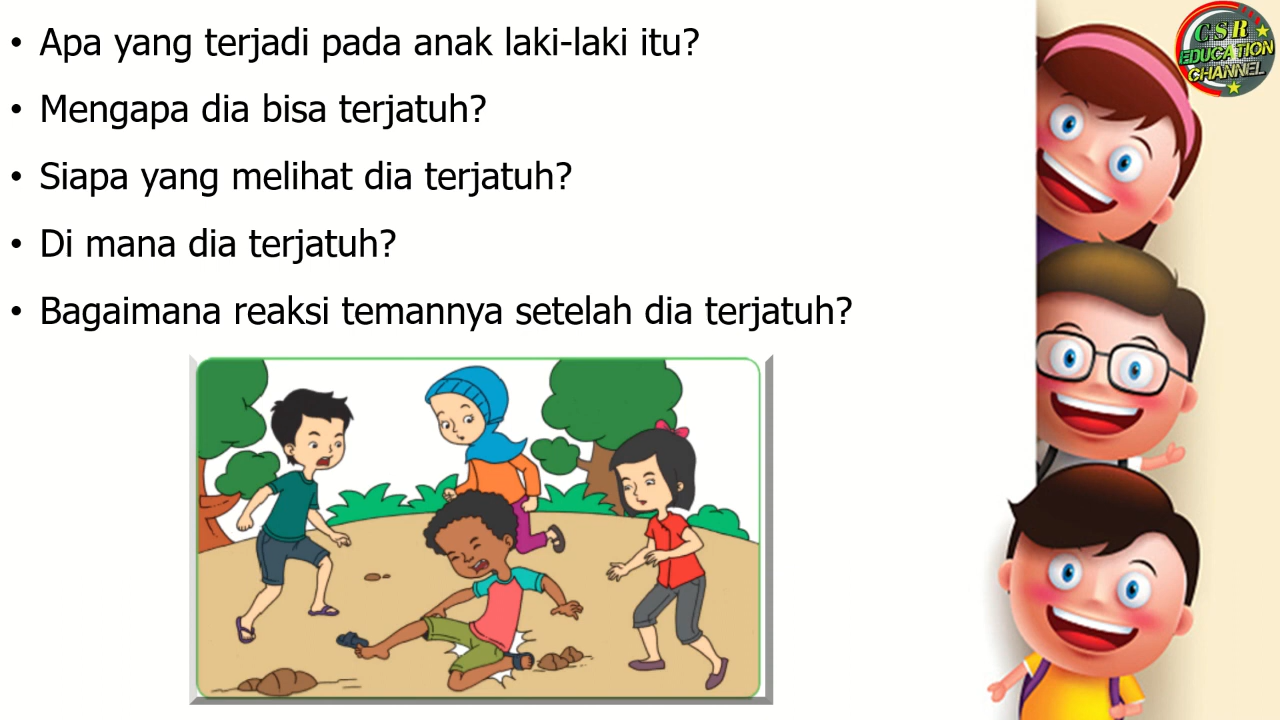 • Apa yang terjadi pada anak laki-laki itu?
• Mengapa dia bisa terjatuh?
• Siapa yang melihat dia terjatuh?
• Di mana dia terjatuh?
• Bagaimana reaksi temannya setelah dia terjatuh?
CSR
EDUCATION
CHANNEL